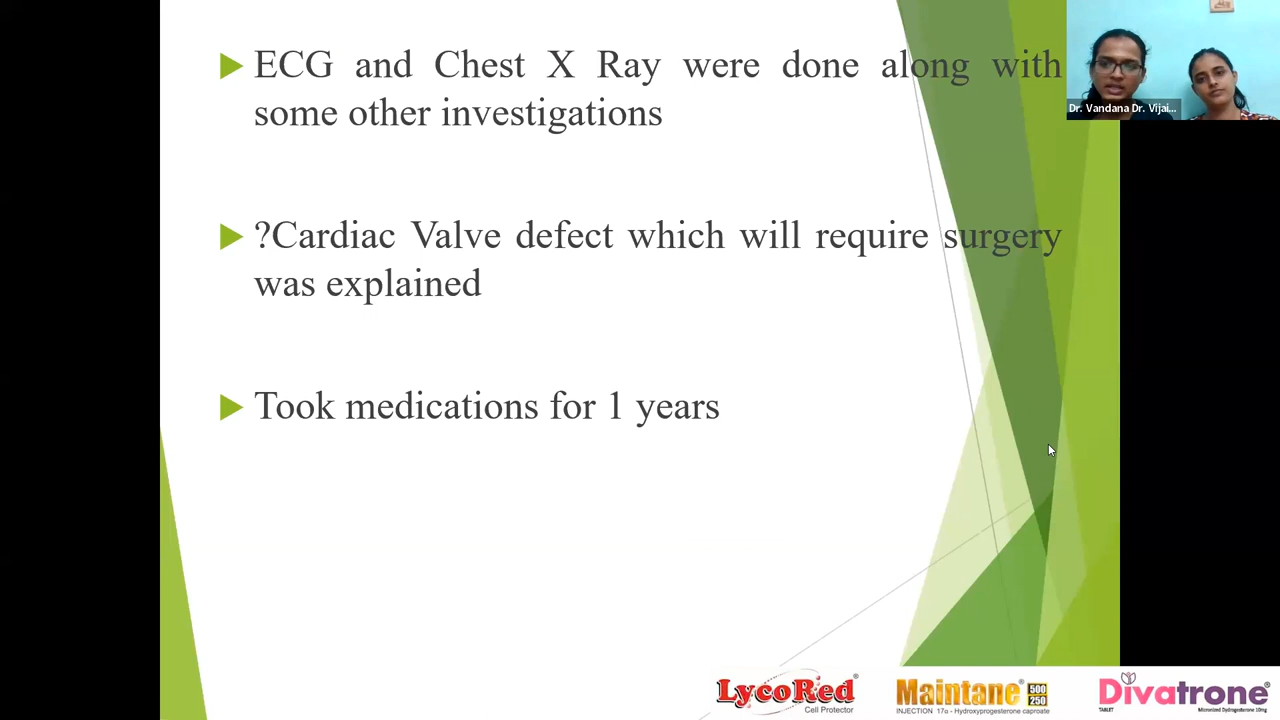 ECG and Chest X Ray were done along with
some other investigations
?Cardiac Valve defect which will require surgery
was explained
Took medications for 1 years
Dr. Vandana Dr. Vijai...
LycoRed®
Cell Protector
Maintane® 500 250
INJECTION 17α - Hydroxyprogesterone caproate
Divatrone®
TABLET Micronized Dydrogesterone 10mg